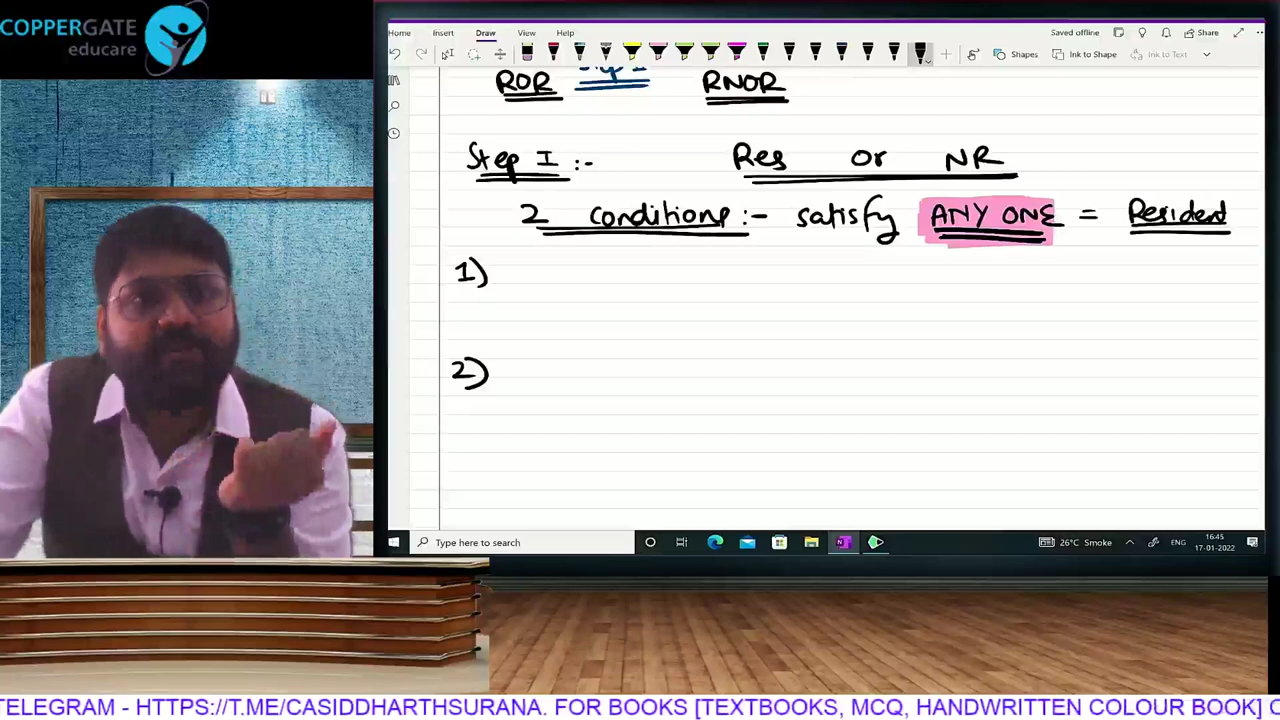 COPPERGATE
educare
Home Insert Draw View Help
Saved offline Share
Shapes Ink to Shape Ink to Text
ROR Step I RNOR
Step I :- Res Or NR
2 conditions :- satisfy ANY ONE = Resident
1)
2)
Type here to search
26°C Smoke ENG 16:45 17-01-2022
TELEGRAM - HTTPS://T.ME/CASIDDHARTHSURANA. FOR BOOKS [TEXTBOOKS, MCQ, HANDWRITTEN COLOUR BOOK] C